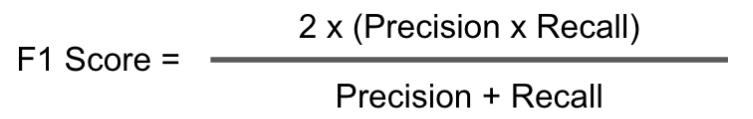 2 x (Precision x Recall)
F1 Score =
Precision + Recall